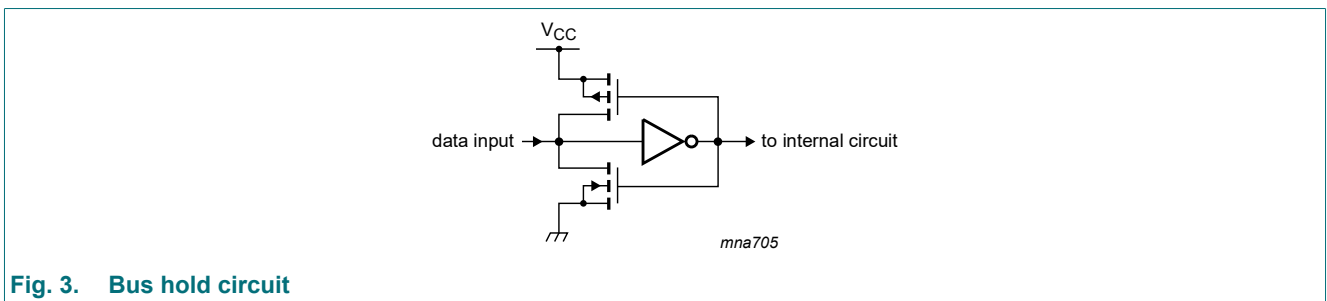 VCC
data input
to internal circuit
mna705
Fig. 3. Bus hold circuit